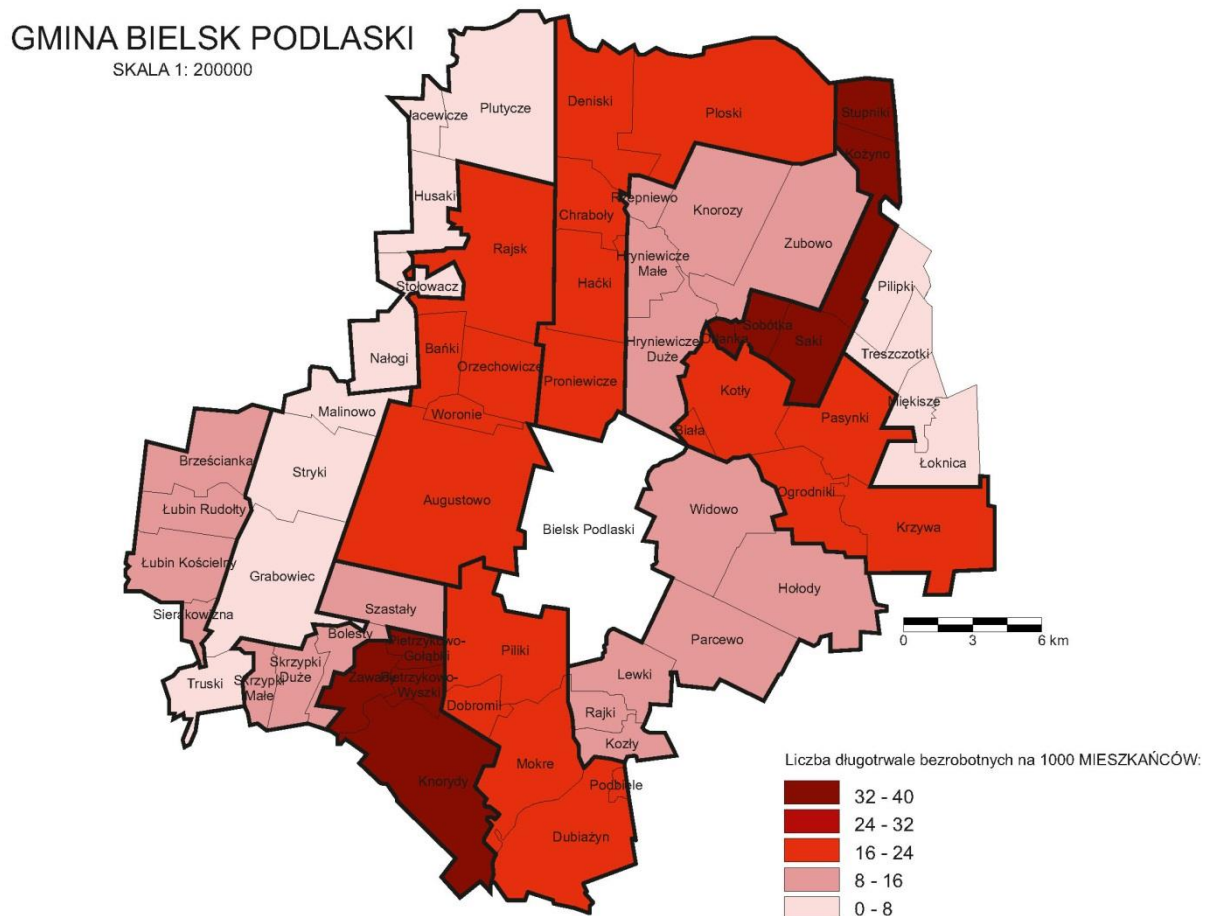 GMINA BIELSK PODLASKI
SKALA 1: 200000
Jacewicze
Plutycze
Deniski
Ploski
Stupniki
Kożyno
Husaki
Rzepniewo
Knorozy
Chraboły
Zubowo
Rajsk
Hryniewicze
Małe
Stołowacz
Haćki
Pilipki
Sobótka
Saki
Treszczotki
Nałogi
Bańki
Orzechowicze
Proniewicze
Hryniewicze
Duże
Kotły
Miękisze
Malinowo
Woronie
Pasynki
Biała
Brześcianka
Stryki
Łoknica
Łubin Rudołty
Augustowo
Widowo
Ogrodniki
Krzywa
Bielsk Podlaski
Łubin Kościelny
Grabowiec
Hołody
Sierakowizna
Szastały
0 3 6 km
Bolesty
Pietrzykowo-
Gołąbki
Piliki
Parcewo
Skrzypki
Duże
Lewki
Truski
Skrzypki
Małe
Zawady
Pietrzykowo-
Wyszki
Dobromil
Rajki
Kozły
Mokre
Knorydy
Podbiele
Dubiażyn
Liczba długotrwale bezrobotnych na 1000 MIESZKAŃCÓW:
32 - 40
24 - 32
16 - 24
8 - 16
0 - 8